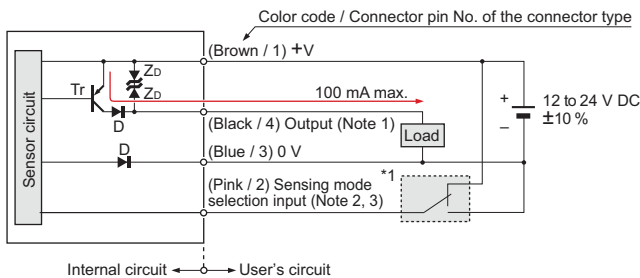 Color code / Connector pin No. of the connector type
(Brown / 1) +V
ZD
Tr
ZD
100 mA max.
+
12 to 24 V DC
±10 %
–
D
(Black / 4) Output (Note 1)
Load
Sensor circuit
D
(Blue / 3) 0 V
*1
(Pink / 2) Sensing mode
selection input (Note 2, 3)
Internal circuit
User's circuit